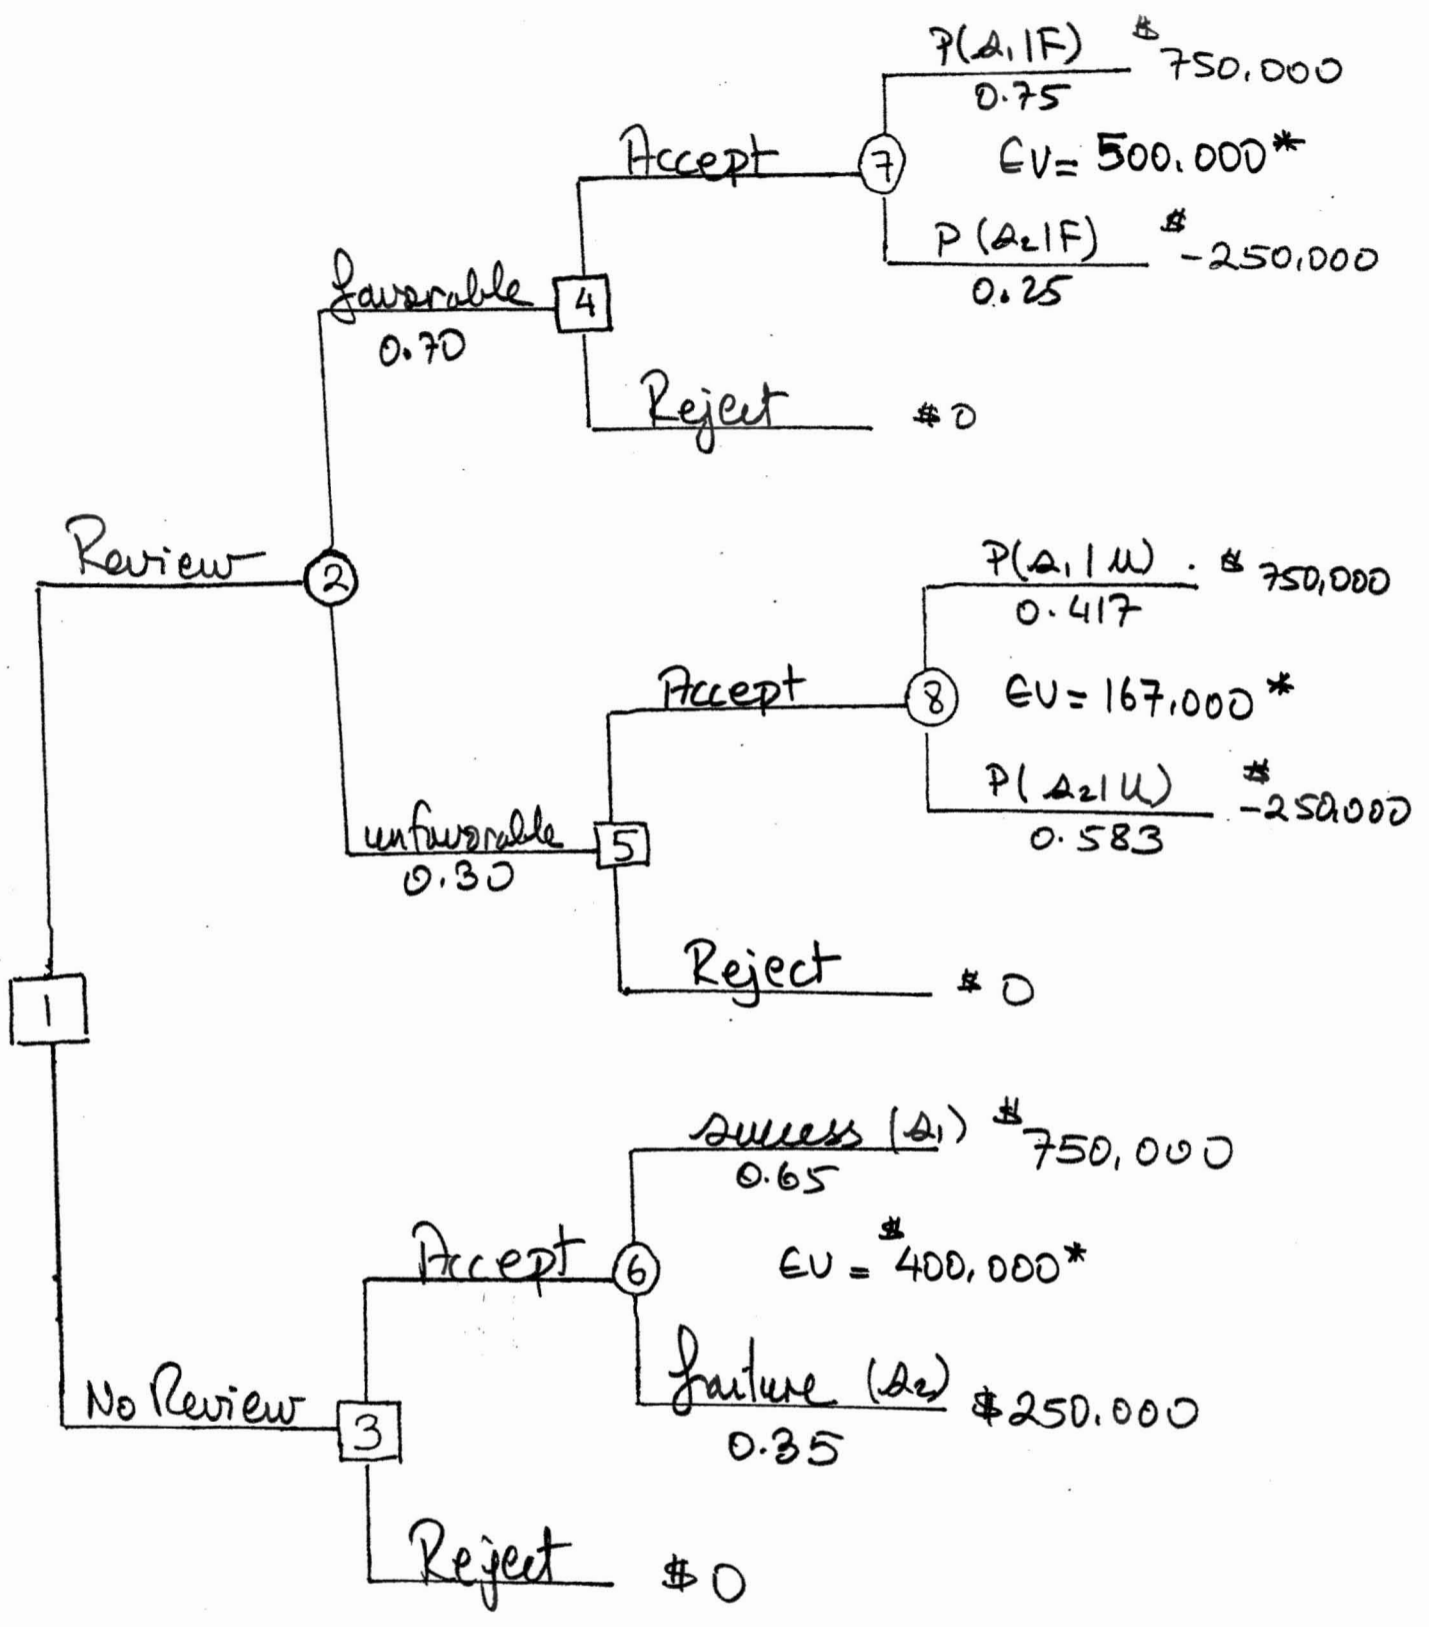 P(s₁|F) $ 750,000
0.75
Accept 7 EV = 500,000*
P(s₂|F) $ -250,000
0.25
favorable 4
0.70
Reject $ 0
Review 2
P(s₁|U) $ 750,000
0.417
Accept 8 EV = 167,000*
P(s₂|U) $ -250,000
0.583
unfavorable 5
0.30
Reject $ 0
1
success (s₁) $ 750,000
0.65
Accept 6 EV = $ 400,000*
failure (s₂) $250,000
0.35
No Review 3
Reject $ 0